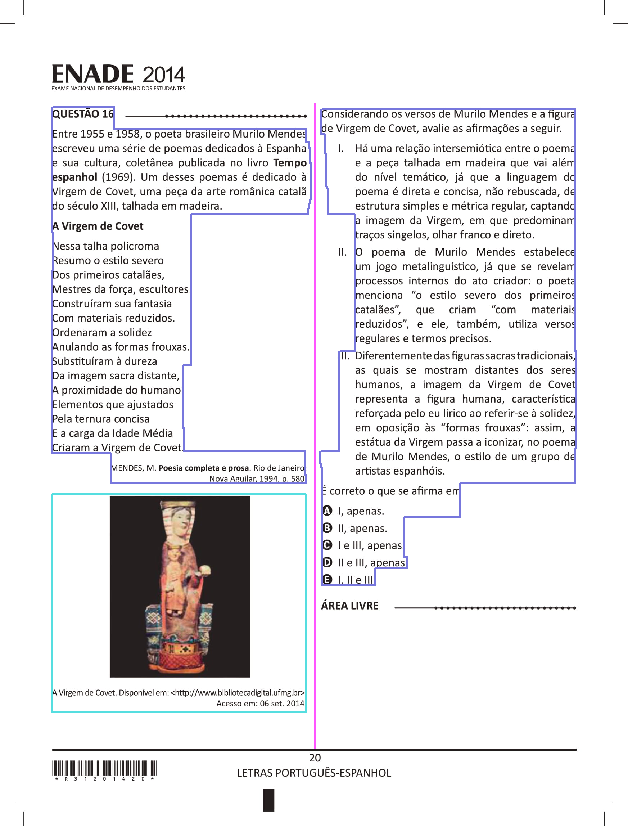 ENADE 2014
EXAME NACIONAL DE DESEMPENHO DOS ESTUDANTES
QUESTÃO 16
Entre 1955 e 1958, o poeta brasileiro Murilo Mendes
escreveu uma série de poemas dedicados à Espanha
e sua cultura, coletânea publicada no livro Tempo
espanhol (1969). Um desses poemas é dedicado à
Virgem de Covet, uma peça da arte românica catalã
do século XIII, talhada em madeira.
A Virgem de Covet
Nessa talha polícroma
Resumo o estilo severo
Dos primeiros catalães,
Mestres da força, escultores
Construíram sua fantasia
Com materiais reduzidos.
Ordenaram a solidez
Anulando as formas frouxas.
Substituíram à dureza
Da imagem sacra distante,
A proximidade do humano
Elementos que ajustados
Pela ternura concisa
E a carga da Idade Média
Criaram a Virgem de Covet.
MENDES, M. Poesia completa e prosa. Rio de Janeiro
Nova Aguilar, 1994. p. 580
A Virgem de Covet. Disponível em: <http://www.bibliotecadigital.ufmg.br>
Acesso em: 06 set. 2014
Considerando os versos de Murilo Mendes e a figura
de Virgem de Covet, avalie as afirmações a seguir.
I. Há uma relação intersemiótica entre o poema
e a peça talhada em madeira que vai além
do nível temático, já que a linguagem do
poema é direta e concisa, não rebuscada, de
estrutura simples e métrica regular, captando
a imagem da Virgem, em que predominam
traços singelos, olhar franco e direto.
II. O poema de Murilo Mendes estabelece
um jogo metalinguístico, já que se revelam
processos internos do ato criador: o poeta
menciona “o estilo severo dos primeiros
catalães”, que criam “com materiais
reduzidos”, e ele, também, utiliza versos
regulares e termos precisos.
II. Diferentemente das figuras sacras tradicionais,
as quais se mostram distantes dos seres
humanos, a imagem da Virgem de Covet
representa a figura humana, característica
reforçada pelo eu lírico ao referir-se à solidez,
em oposição às “formas frouxas”: assim, a
estátua da Virgem passa a iconizar, no poema
de Murilo Mendes, o estilo de um grupo de
artistas espanhóis.
É correto o que se afirma em
A I, apenas.
B II, apenas.
C I e III, apenas
D II e III, apenas
E I, II e III
ÁREA LIVRE
20
LETRAS PORTUGUÊS-ESPANHOL
*R31201420*